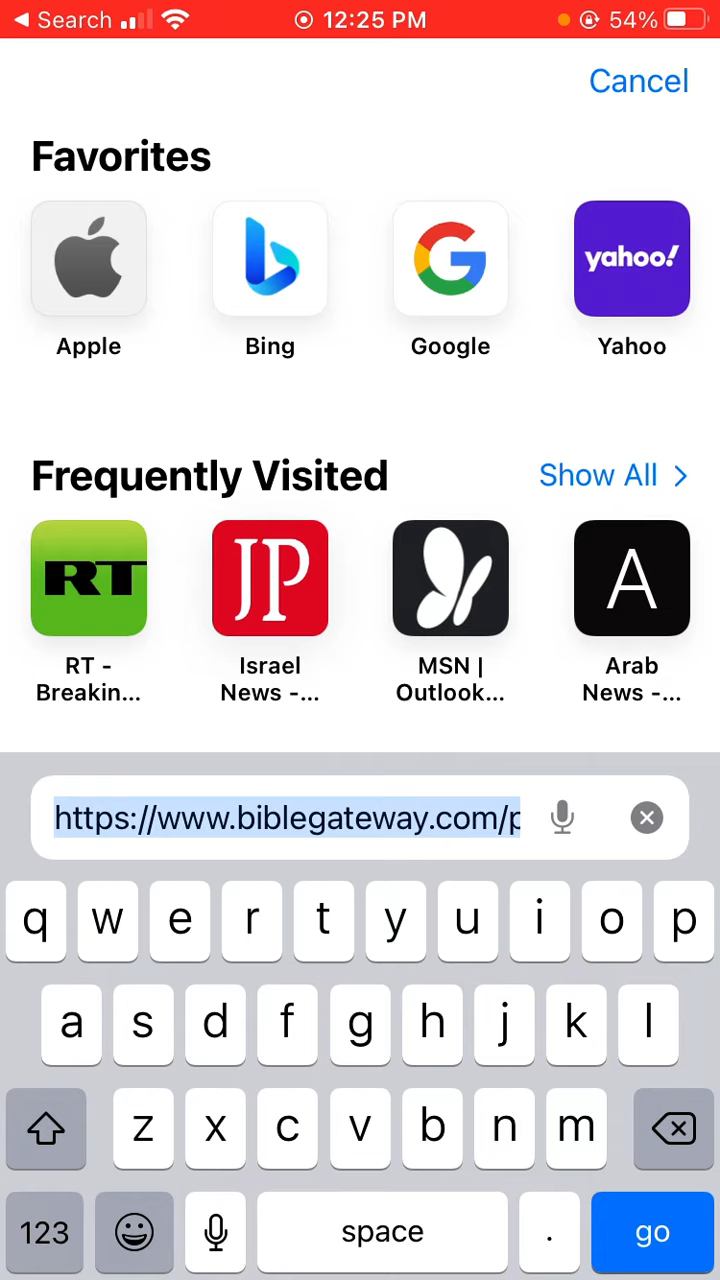 Search 12:25 PM 54%
Cancel
Favorites
yahoo!
Apple Bing Google Yahoo
Frequently Visited Show All
RT JP A
RT - Israel MSN | Arab
Breakin... News -... Outlook... News -...
https://www.biblegateway.com/p
q w e r t y u i o p
a s d f g h j k l
z x c v b n m
123 space . go